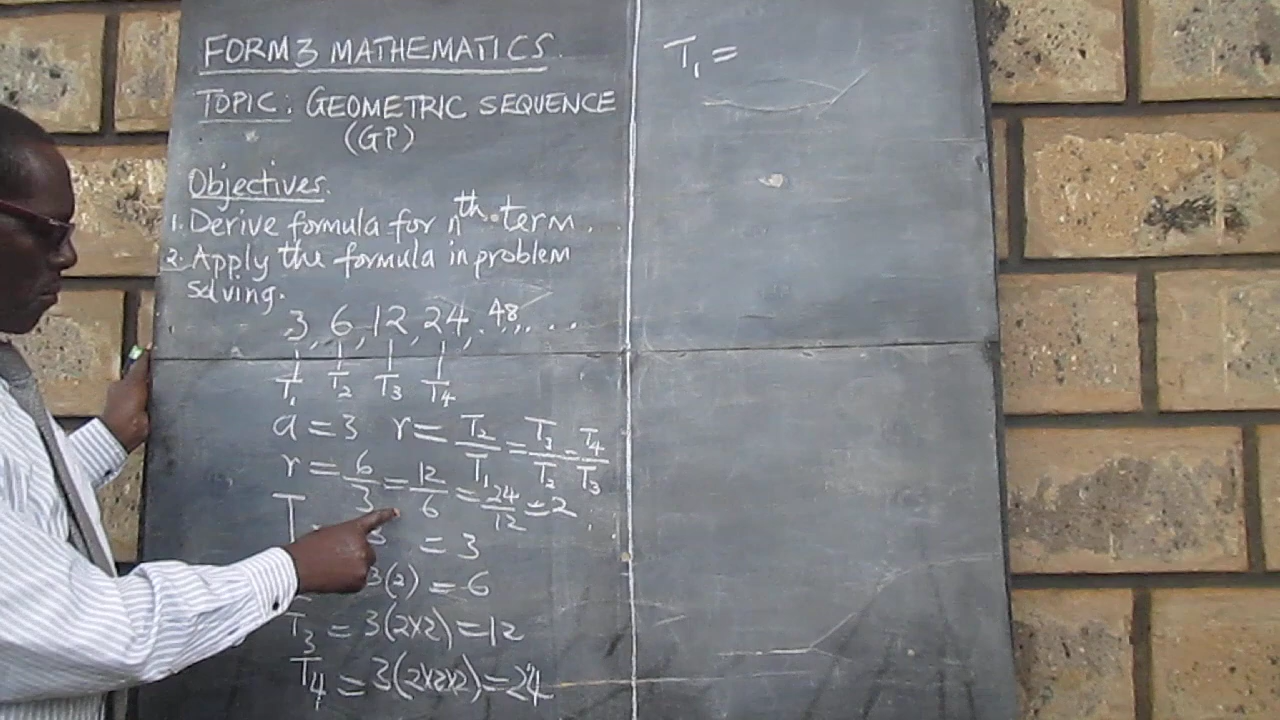 FORM 3 MATHEMATICS.
TOPIC: GEOMETRIC SEQUENCE
(GP)
Objectives.
1. Derive formula for nth term.
2. Apply the formula in problem
solving.
3, 6, 12, 24, 48, ...
T₁ T₂ T₃ T₄
a = 3 r = T₂/T₁ = T₃/T₂ = T₄/T₃
r = 6/3 = 12/6 = 24/12 = 2
T = 3 = 3
3(2) = 6
T₃ = 3(2x2) = 12
T₄ = 3(2x2x2) = 24
T₁ =